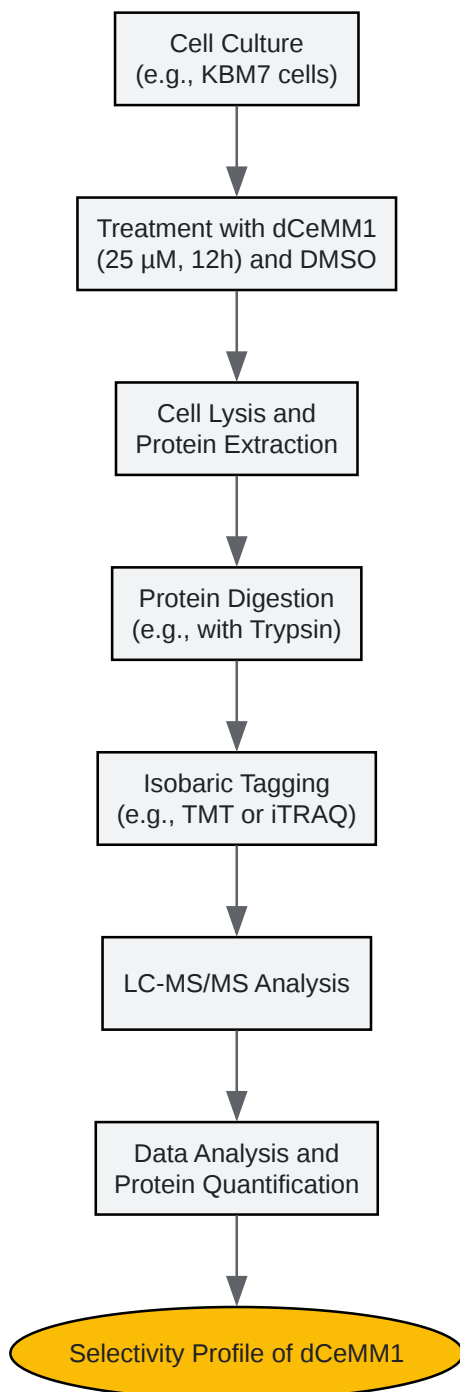 Cell Culture
(e.g., KBM7 cells)
Treatment with dCeMM1
(25 µM, 12h) and DMSO
Cell Lysis and
Protein Extraction
Protein Digestion
(e.g., with Trypsin)
Isobaric Tagging
(e.g., TMT or iTRAQ)
LC-MS/MS Analysis
Data Analysis and
Protein Quantification
Selectivity Profile of dCeMM1